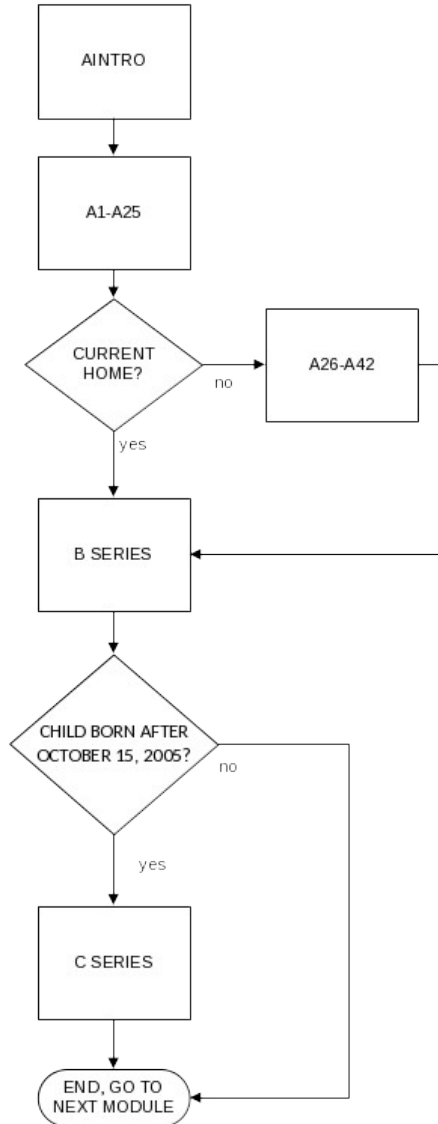 AINTRO
A1-A25
CURRENT
HOME?
no
A26-A42
yes
B SERIES
CHILD BORN AFTER
OCTOBER 15, 2005?
no
yes
C SERIES
END, GO TO
NEXT MODULE